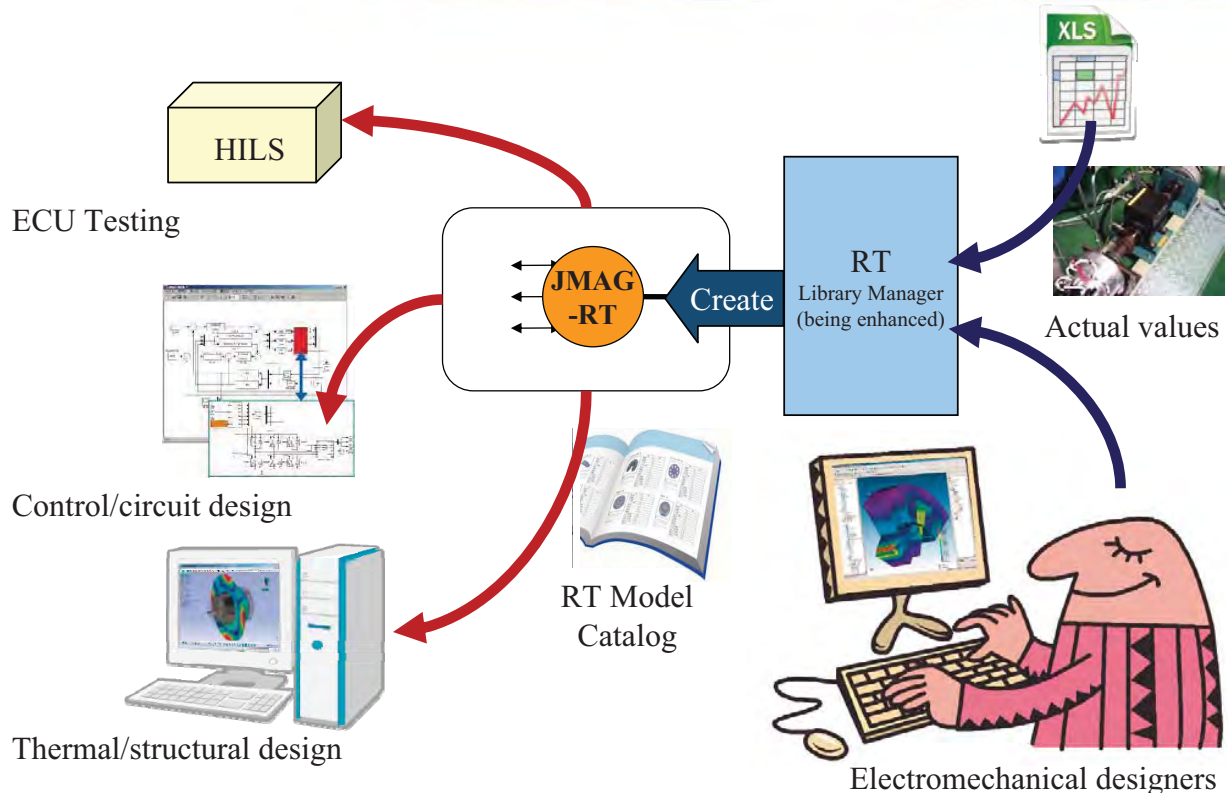 XLS
HILS
ECU Testing
JMAG
-RT
Create
RT
Library Manager
(being enhanced)
Actual values
Control/circuit design
RT Model
Catalog
Thermal/structural design
Electromechanical designers